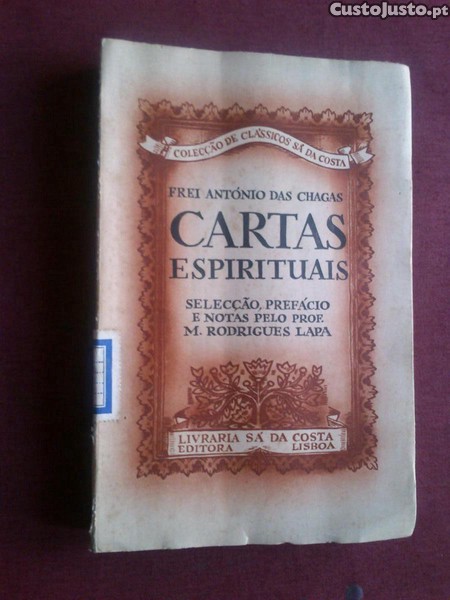 CustoJusto.pt
COLECÇÃO DE CLÁSSICOS SÁ DA COSTA
FREI ANTÓNIO DAS CHAGAS
CARTAS
ESPIRITUAIS
SELECÇÃO, PREFÁCIO
E NOTAS PELO PROF.
M. RODRIGUES LAPA
LIVRARIA SÁ DA COSTA
EDITORA LISBOA